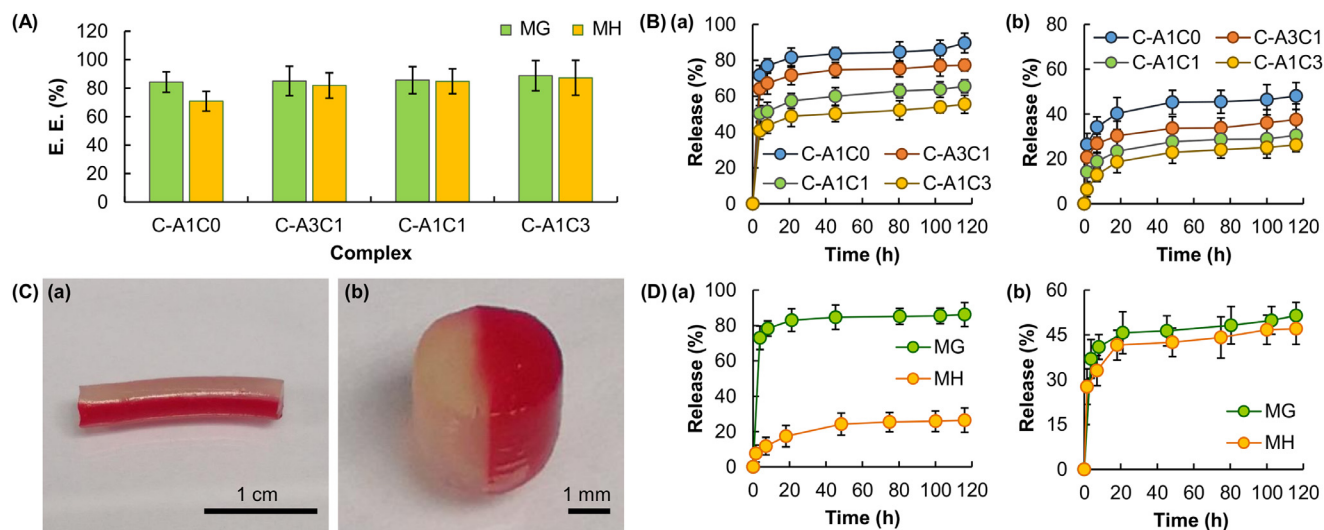 (A)
MG MH
120
100
80
60
40
20
0
E. E. (%)
C-A1C0 C-A3C1 C-A1C1 C-A1C3
Complex
(B) (a)
100
80
60
40
20
0
Release (%)
C-A1C0 C-A3C1
C-A1C1 C-A1C3
0 20 40 60 80 100 120
Time (h)
(b)
80
60
40
20
0
Release (%)
C-A1C0 C-A3C1
C-A1C1 C-A1C3
0 20 40 60 80 100 120
Time (h)
(C) (a)
1 cm
(b)
1 mm
(D) (a)
100
80
60
40
20
0
Release (%)
MG
MH
0 20 40 60 80 100 120
Time (h)
(b)
60
45
30
15
0
Release (%)
MG
MH
0 20 40 60 80 100 120
Time (h)